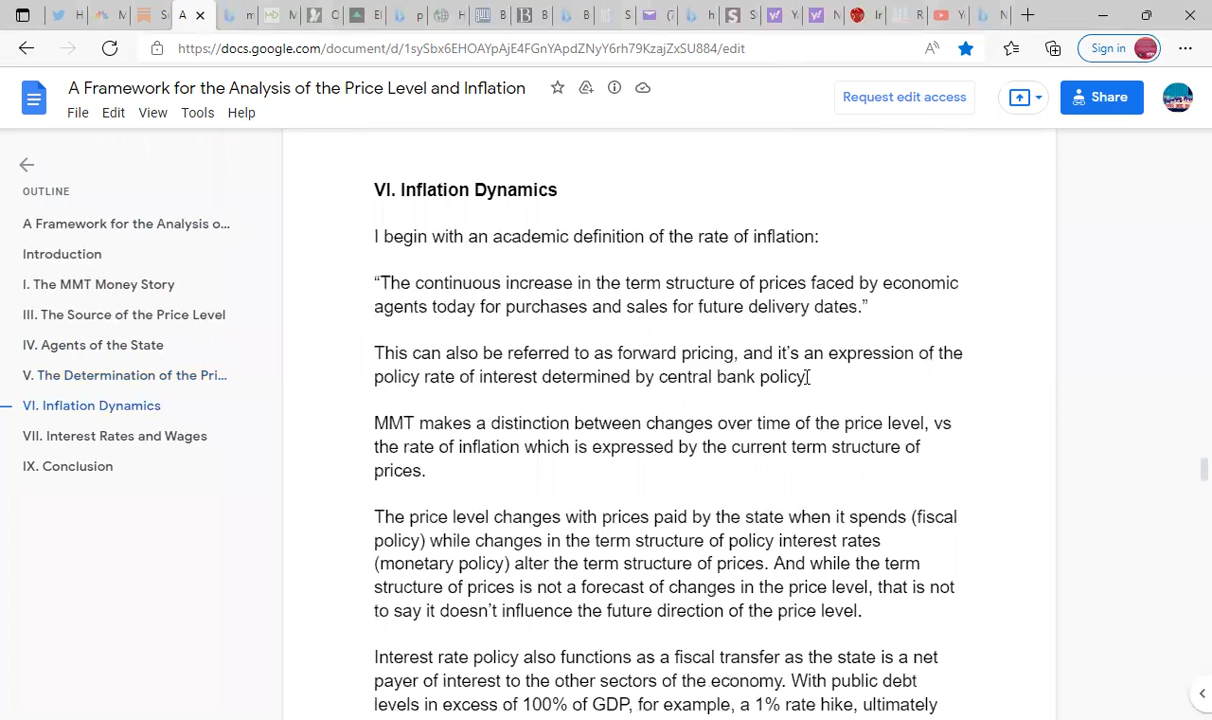 https://docs.google.com/document/d/1sySbx6EHOAYpAjE4FGnYApdZNyY6rh79KzajZxSU884/edit
Sign in
A Framework for the Analysis of the Price Level and Inflation
File Edit View Tools Help
Request edit access
Share
OUTLINE
A Framework for the Analysis o...
Introduction
I. The MMT Money Story
III. The Source of the Price Level
IV. Agents of the State
V. The Determination of the Pri...
VI. Inflation Dynamics
VII. Interest Rates and Wages
IX. Conclusion
VI. Inflation Dynamics
I begin with an academic definition of the rate of inflation:
“The continuous increase in the term structure of prices faced by economic
agents today for purchases and sales for future delivery dates.”
This can also be referred to as forward pricing, and it’s an expression of the
policy rate of interest determined by central bank policy.
MMT makes a distinction between changes over time of the price level, vs
the rate of inflation which is expressed by the current term structure of
prices.
The price level changes with prices paid by the state when it spends (fiscal
policy) while changes in the term structure of policy interest rates
(monetary policy) alter the term structure of prices. And while the term
structure of prices is not a forecast of changes in the price level, that is not
to say it doesn’t influence the future direction of the price level.
Interest rate policy also functions as a fiscal transfer as the state is a net
payer of interest to the other sectors of the economy. With public debt
levels in excess of 100% of GDP, for example, a 1% rate hike, ultimately